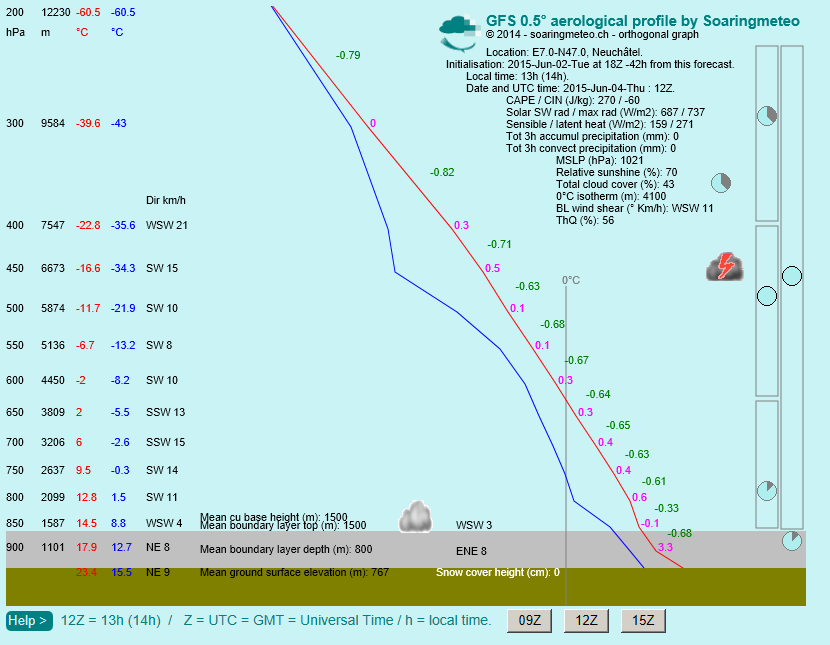 GFS 0.5° aerological profile by Soaringmeteo
© 2014 - soaringmeteo.ch - orthogonal graph
Location: E7.0-N47.0, Neuchâtel.
Initialisation: 2015-Jun-02-Tue at 18Z -42h from this forecast.
Local time: 13h (14h).
Date and UTC time: 2015-Jun-04-Thu : 12Z.
CAPE / CIN (J/kg): 270 / -60
Solar SW rad / max rad (W/m2): 687 / 737
Sensible / latent heat (W/m2): 159 / 271
Tot 3h accumul precipitation (mm): 0
Tot 3h convect precipitation (mm): 0
MSLP (hPa): 1021
Relative sunshine (%): 70
Total cloud cover (%): 43
0°C isotherm (m): 4100
BL wind shear (° Km/h): WSW 11
ThQ (%): 56
200 12230 -60.5 -60.5
hPa m °C °C
-0.79
300 9584 -39.6 -43 0
-0.82
Dir km/h
400 7547 -22.8 -35.6 WSW 21 0.3
-0.71
450 6673 -16.6 -34.3 SW 15 0.5
0°C
-0.63
500 5874 -11.7 -21.9 SW 10 0.1
-0.68
550 5136 -6.7 -13.2 SW 8 0.1
-0.67
600 4450 -2 -8.2 SW 10 0.3
-0.64
650 3809 2 -5.5 SSW 13 0.3
-0.65
700 3206 6 -2.6 SSW 15 0.4
-0.63
750 2637 9.5 -0.3 SW 14 0.4
-0.61
800 2099 12.8 1.5 SW 11 0.6
-0.33
Mean cu base height (m): 1500
850 1587 14.5 8.8 WSW 4 Mean boundary layer top (m): 1500 WSW 3 -0.1
-0.68
900 1101 17.9 12.7 NE 8 Mean boundary layer depth (m): 800 ENE 8 3.3
23.4 15.5 NE 9 Mean ground surface elevation (m): 767 Snow cover height (cm): 0
Help > 12Z = 13h (14h) / Z = UTC = GMT = Universal Time / h = local time. 09Z 12Z 15Z